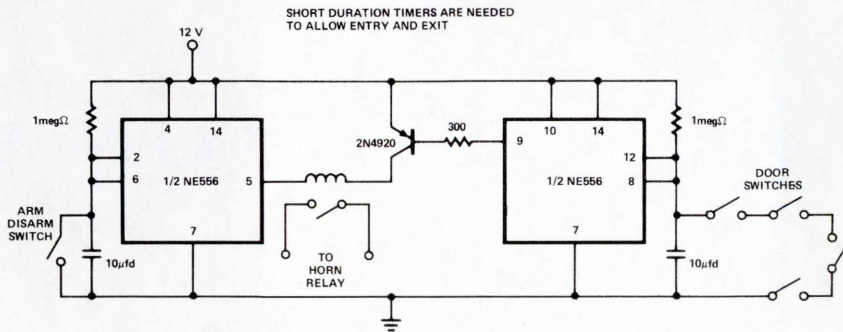 SHORT DURATION TIMERS ARE NEEDED
TO ALLOW ENTRY AND EXIT
12 V
1megΩ
4
14
2
6
1/2 NE556
5
7
ARM
DISARM
SWITCH
10μfd
2N4920
300
TO
HORN
RELAY
9
10
14
12
8
1/2 NE556
7
1megΩ
DOOR
SWITCHES
10μfd